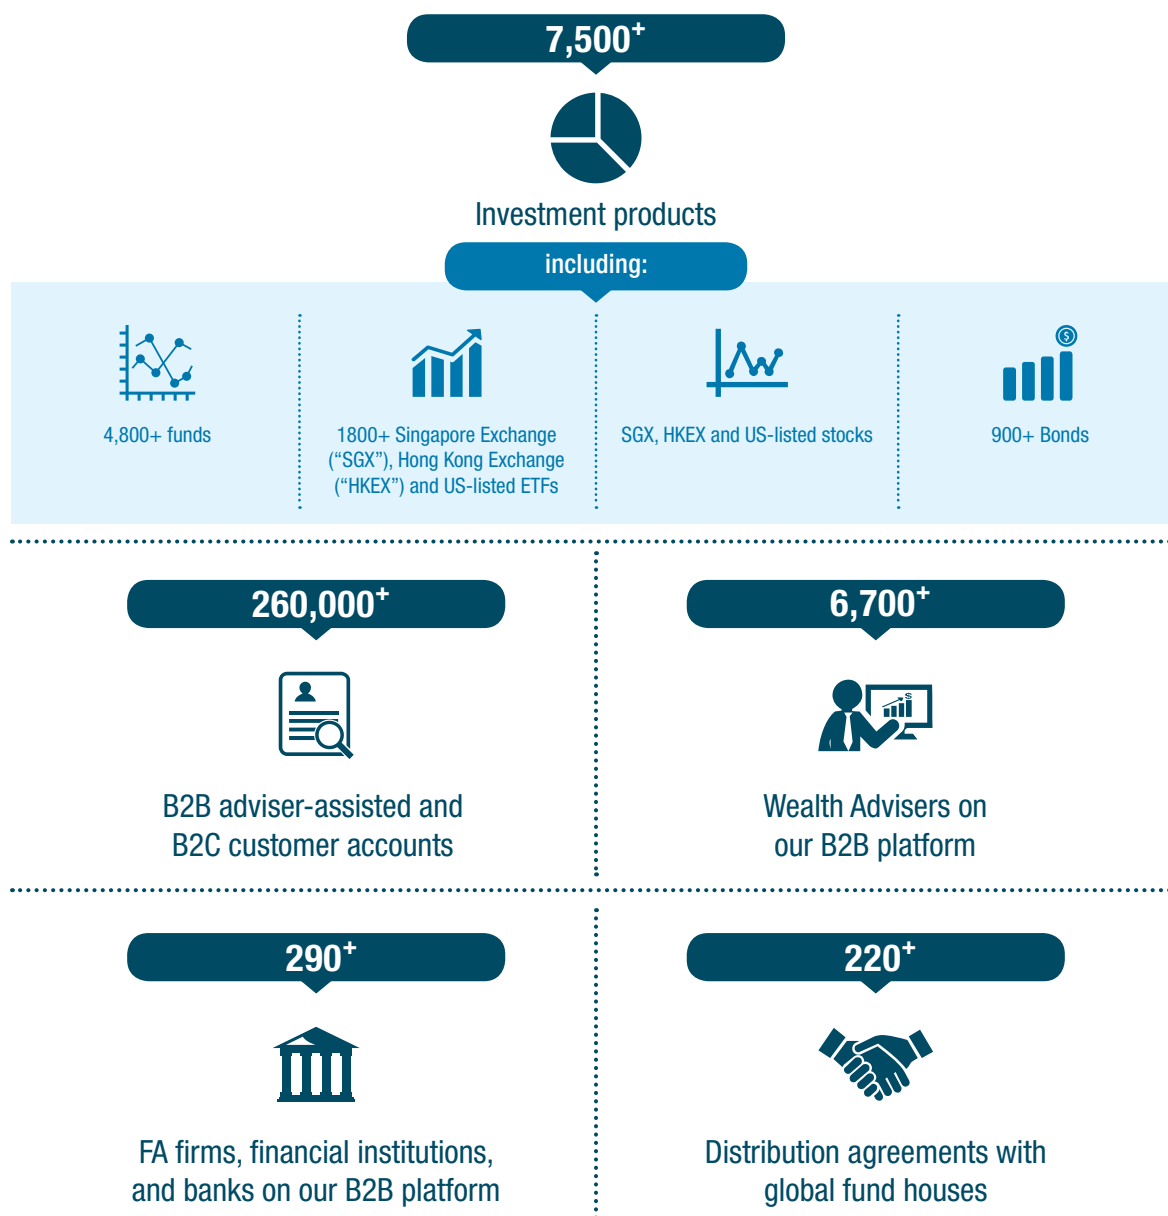 7,500+
Investment products
including:
4,800+ funds
1800+ Singapore Exchange
(“SGX”), Hong Kong Exchange
(“HKEX”) and US-listed ETFs
SGX, HKEX and US-listed stocks
$
900+ Bonds
260,000+
B2B adviser-assisted and
B2C customer accounts
6,700+
$
Wealth Advisers on
our B2B platform
290+
FA firms, financial institutions,
and banks on our B2B platform
220+
Distribution agreements with
global fund houses